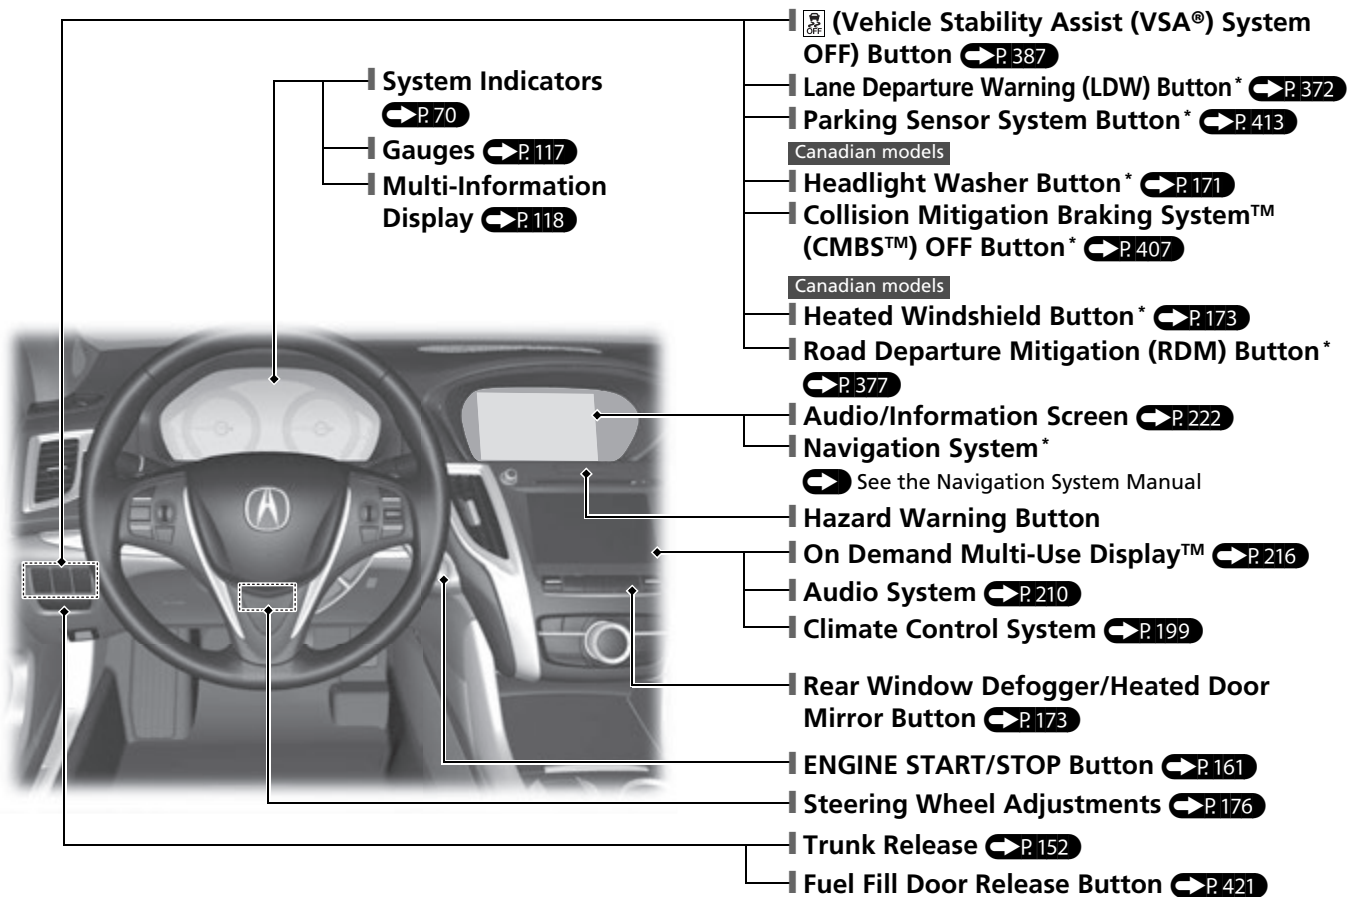 System Indicators
P. 70
Gauges P. 117
Multi-Information
Display P. 118
OFF (Vehicle Stability Assist (VSA®) System
OFF) Button P. 387
Lane Departure Warning (LDW) Button* P. 372
Parking Sensor System Button* P. 413
Canadian models
Headlight Washer Button* P. 171
Collision Mitigation Braking System™
(CMBS™) OFF Button* P. 407
Canadian models
Heated Windshield Button* P. 173
Road Departure Mitigation (RDM) Button*
P. 377
Audio/Information Screen P. 222
Navigation System*
See the Navigation System Manual
Hazard Warning Button
On Demand Multi-Use Display™ P. 216
Audio System P. 210
Climate Control System P. 199
Rear Window Defogger/Heated Door
Mirror Button P. 173
ENGINE START/STOP Button P. 161
Steering Wheel Adjustments P. 176
Trunk Release P. 152
Fuel Fill Door Release Button P. 421